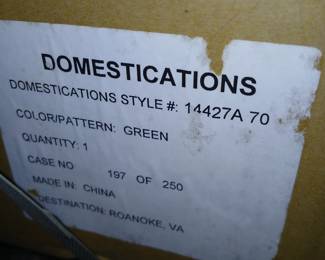 DOMESTICATIONS
DOMESTICATIONS STYLE #: 14427A 70
COLOR/PATTERN: GREEN
QUANTITY: 1
CASE NO 197 OF 250
MADE IN: CHINA
DESTINATION: ROANOKE, VA